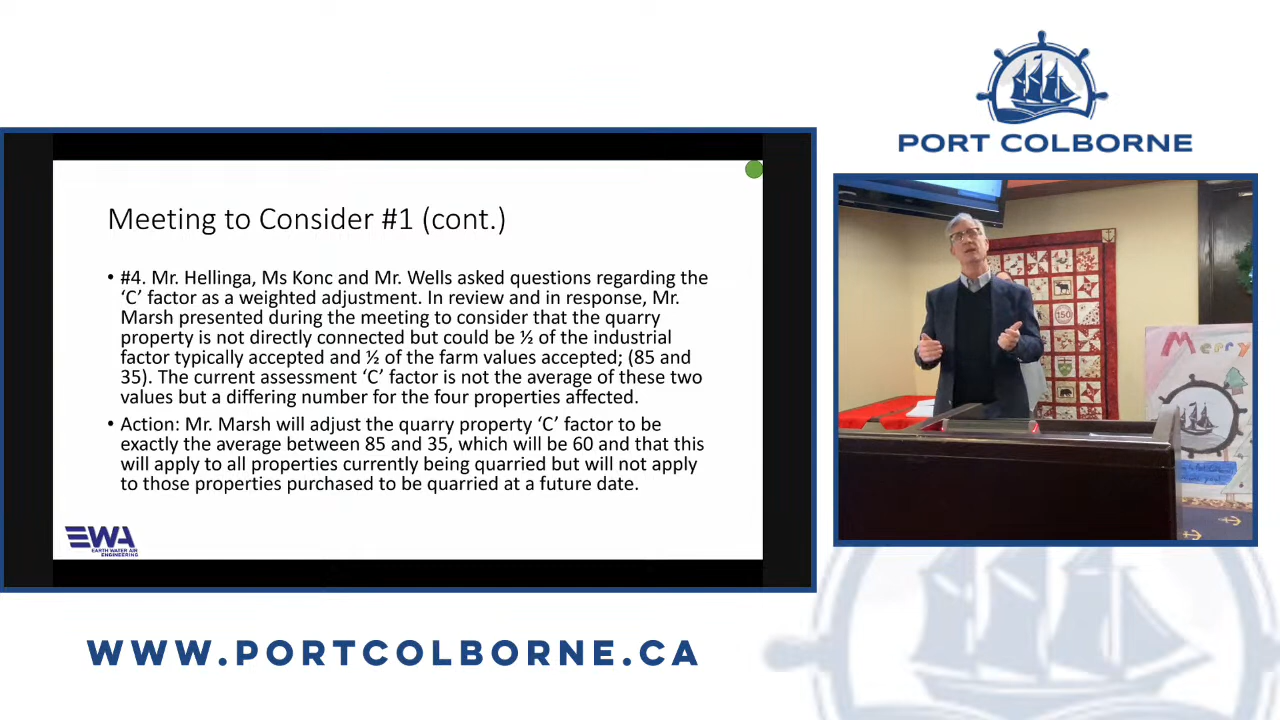 PORT COLBORNE
Meeting to Consider #1 (cont.)
• #4. Mr. Hellinga, Ms Konc and Mr. Wells asked questions regarding the
‘C’ factor as a weighted adjustment. In review and in response, Mr.
Marsh presented during the meeting to consider that the quarry
property is not directly connected but could be ½ of the industrial
factor typically accepted and ½ of the farm values accepted; (85 and
35). The current assessment ‘C’ factor is not the average of these two
values but a differing number for the four properties affected.
• Action: Mr. Marsh will adjust the quarry property ‘C’ factor to be
exactly the average between 85 and 35, which will be 60 and that this
will apply to all properties currently being quarried but will not apply
to those properties purchased to be quarried at a future date.
EWA
EARTH WATER AIR
ENGINEERING
150
Merry
WWW.PORTCOLBORNE.CA